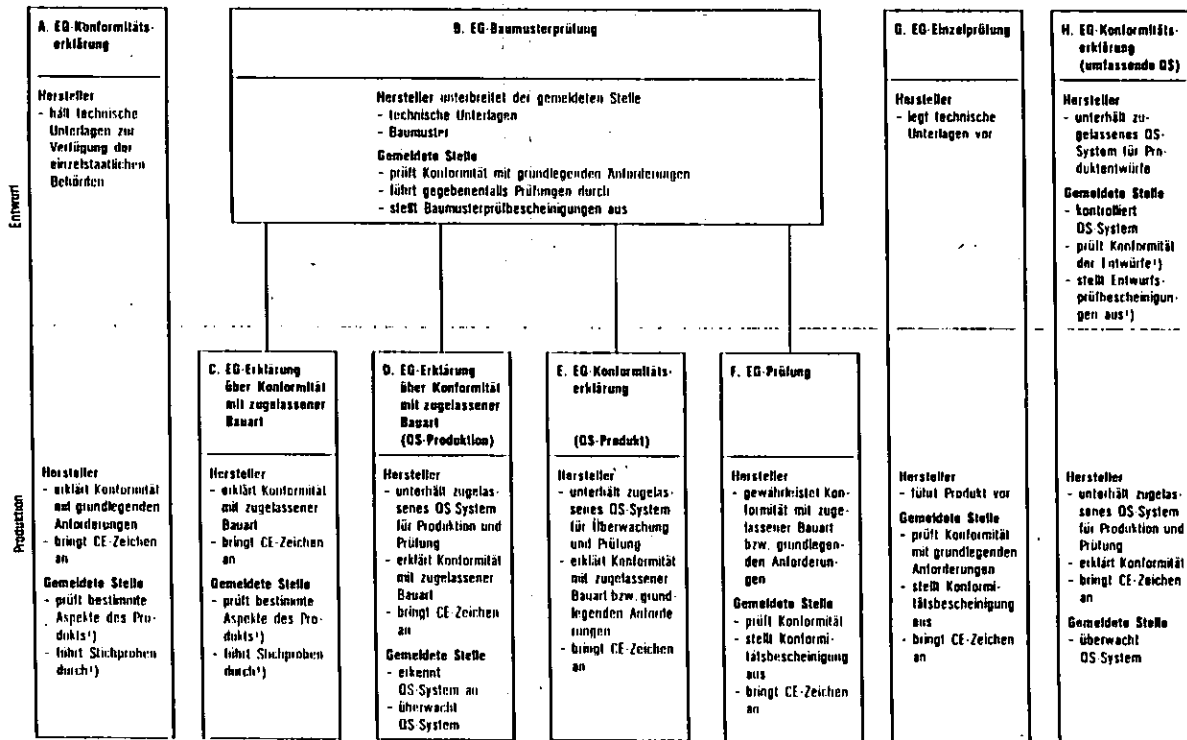 A. EG-Konformitäts-
erklärung
Hersteller
- hält technische
Unterlagen zur
Verfügung der
einzelstaatlichen
Behörden
B. EG-Baumusterprüfung
Hersteller unterbreitet der gemeldeten Stelle
- technische Unterlagen
- Baumuster
Gemeldete Stelle
- prüft Konformität mit grundlegenden Anforderungen
- führt gegebenenfalls Prüfungen durch
- stellt Baumusterprüfbescheinigungen aus
G. EG-Einzelprüfung
Hersteller
- legt technische
Unterlagen vor
H. EG-Konformitäts-
erklärung
(umfassende QS)
Hersteller
- unterhält zu-
gelassenes QS-
System für Pro-
duktentwürfe
Gemeldete Stelle
- kontrolliert
QS-System
- prüft Konformität
der Entwürfe¹)
- stellt Entwurfs-
prüfbescheinigun-
gen aus¹)
Entwurf
Produktion
Hersteller
- erklärt Konformität
mit grundlegenden
Anforderungen
- bringt CE-Zeichen
an
Gemeldete Stelle
- prüft bestimmte
Aspekte des Pro-
dukts¹)
- führt Stichproben
durch¹)
C. EG-Erklärung
über Konformität
mit zugelassener
Bauart
Hersteller
- erklärt Konformität
mit zugelassener
Bauart
- bringt CE-Zeichen
an
Gemeldete Stelle
- prüft bestimmte
Aspekte des Pro-
dukts¹)
- führt Stichproben
durch¹)
D. EG-Erklärung
über Konformität
mit zugelassener
Bauart
(QS-Produktion)
Hersteller
- unterhält zugelas-
senes QS-System
für Produktion und
Prüfung
- erklärt Konformität
mit zugelassener
Bauart
- bringt CE-Zeichen
an
Gemeldete Stelle
- erkennt
QS-System an
- überwacht
QS-System
E. EG-Konformitäts-
erklärung
(QS-Produkt)
Hersteller
- unterhält zugelas-
senes QS-System
für Überwachung
und Prüfung
- erklärt Konformität
mit zugelassener
Bauart bzw. grund-
legenden Anforde
rungen
- bringt CE-Zeichen
an
F. EG-Prüfung
Hersteller
- gewährleistet Kon-
formität mit zuge-
lassener Bauart
bzw. grundlegen-
den Anforderun-
gen
Gemeldete Stelle
- prüft Konformität
- stellt Konformi-
tätsbescheinigung
aus
- bringt CE-Zeichen
an
Hersteller
- führt Produkt vor
Gemeldete Stelle
- prüft Konformität
mit grundlegenden
Anforderungen
- stellt Konformi-
tätsbescheinigung
aus
- bringt CE-Zeichen
an
Hersteller
- unterhält zugelas-
senes QS-System
für Produktion und
Prüfung
- erklärt Konformität
- bringt CE-Zeichen
an
Gemeldete Stelle
- überwacht
QS-System